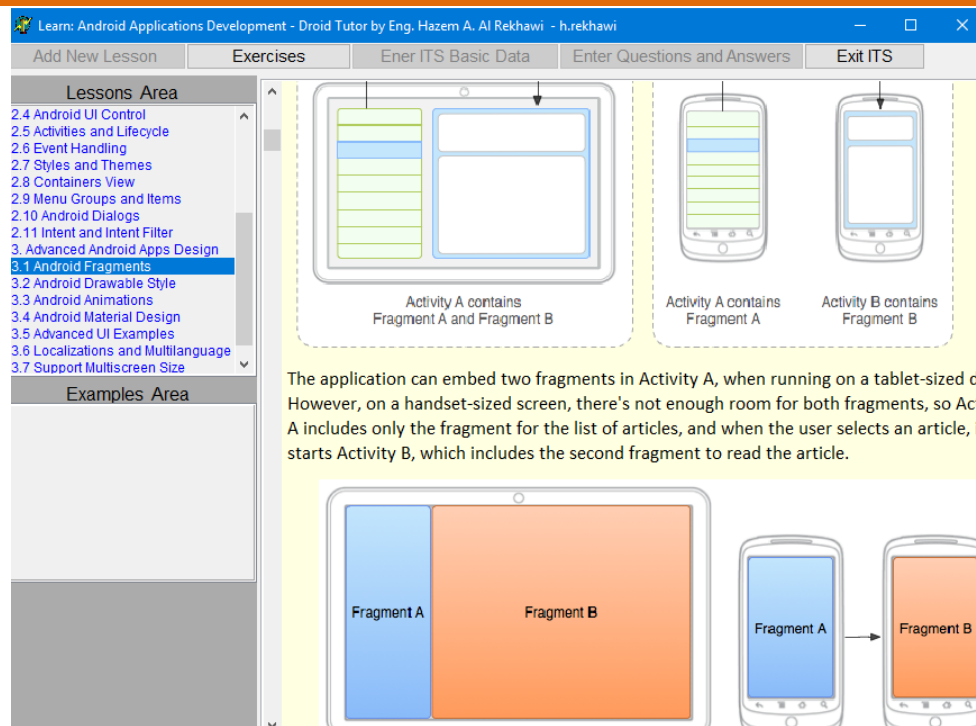 Learn: Android Applications Development - Droid Tutor by Eng. Hazem A. Al Rekhawi - h.rekhawi
Add New Lesson Exercises Ener ITS Basic Data Enter Questions and Answers Exit ITS
Lessons Area
2.4 Android UI Control
2.5 Activities and Lifecycle
2.6 Event Handling
2.7 Styles and Themes
2.8 Containers View
2.9 Menu Groups and Items
2.10 Android Dialogs
2.11 Intent and Intent Filter
3. Advanced Android Apps Design
3.1 Android Fragments
3.2 Android Drawable Style
3.3 Android Animations
3.4 Android Material Design
3.5 Advanced UI Examples
3.6 Localizations and Multilanguage
3.7 Support Multiscreen Size
Examples Area
Activity A contains
Fragment A and Fragment B
Activity A contains
Fragment A
Activity B contains
Fragment B
The application can embed two fragments in Activity A, when running on a tablet-sized
However, on a handset-sized screen, there's not enough room for both fragments, so
A includes only the fragment for the list of articles, and when the user selects an article,
starts Activity B, which includes the second fragment to read the article.
Fragment A
Fragment B
Fragment A
Fragment B